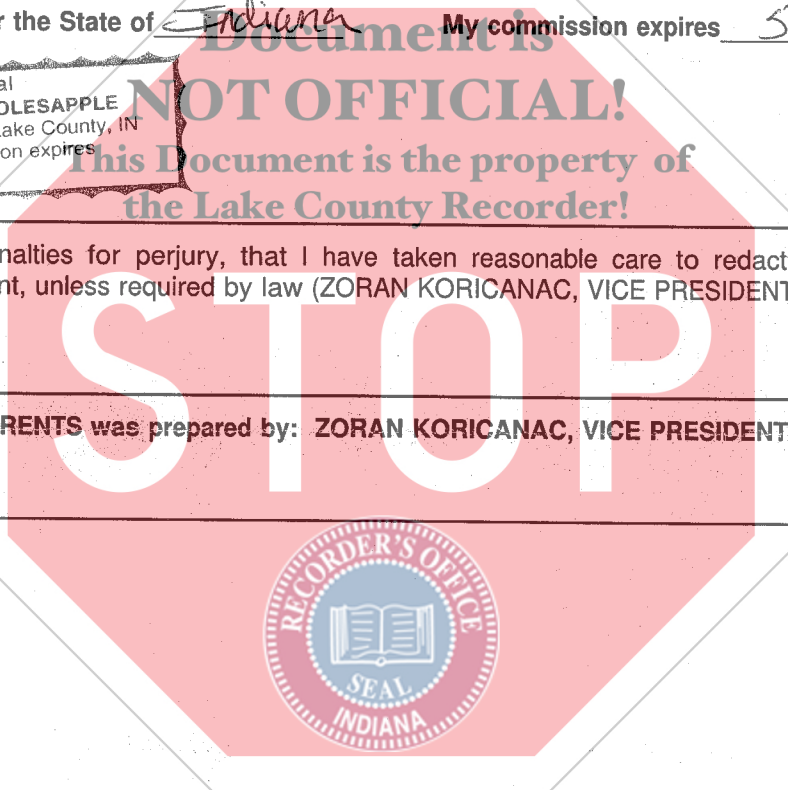 r the State of Indiana My commission expires 5
Document is
al
OLESAPPLE
NOT OFFICIAL!
ake County, IN
on expires
This Document is the property of
the Lake County Recorder!
nalties for perjury, that I have taken reasonable care to redact
nt, unless required by law (ZORAN KORICANAC, VICE PRESIDENT
STOP
RENTS was prepared by: ZORAN KORICANAC, VICE PRESIDENT
RECORDER'S OFFICE
SEAL
INDIANA